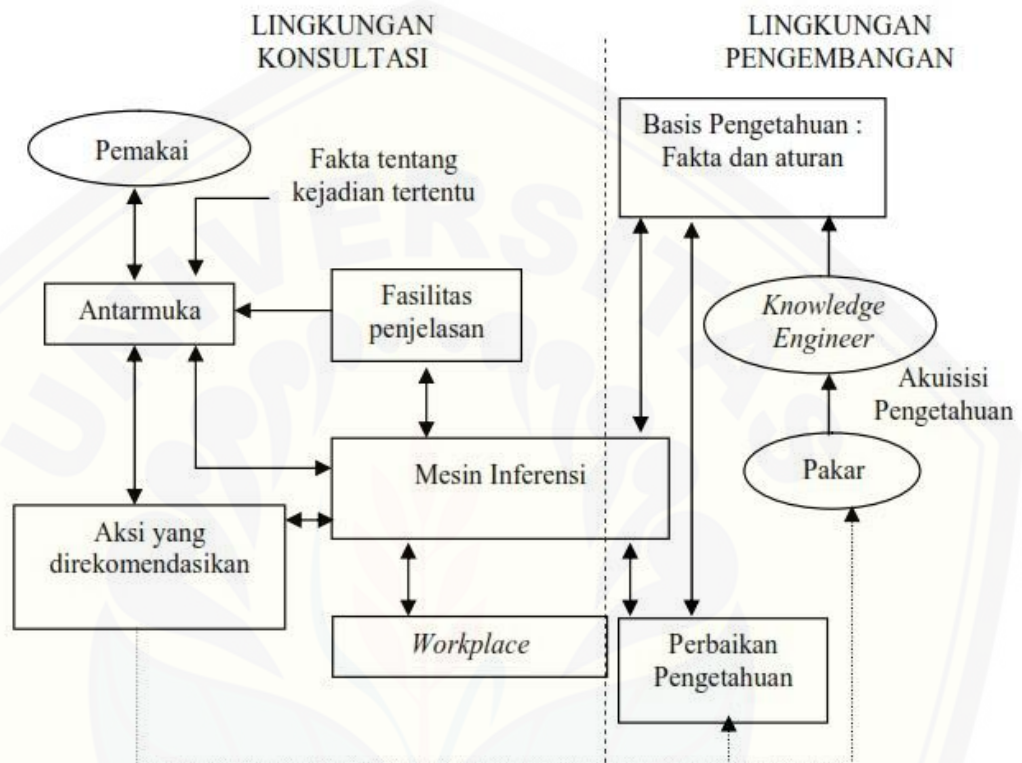 LINGKUNGAN
KONSULTASI
LINGKUNGAN
PENGEMBANGAN
Pemakai
Fakta tentang
kejadian tertentu
Basis Pengetahuan :
Fakta dan aturan
Antarmuka
Fasilitas
penjelasan
Knowledge
Engineer
Akuisisi
Pengetahuan
Mesin Inferensi
Pakar
Aksi yang
direkomendasikan
Workplace
Perbaikan
Pengetahuan
UNIVERSITAS